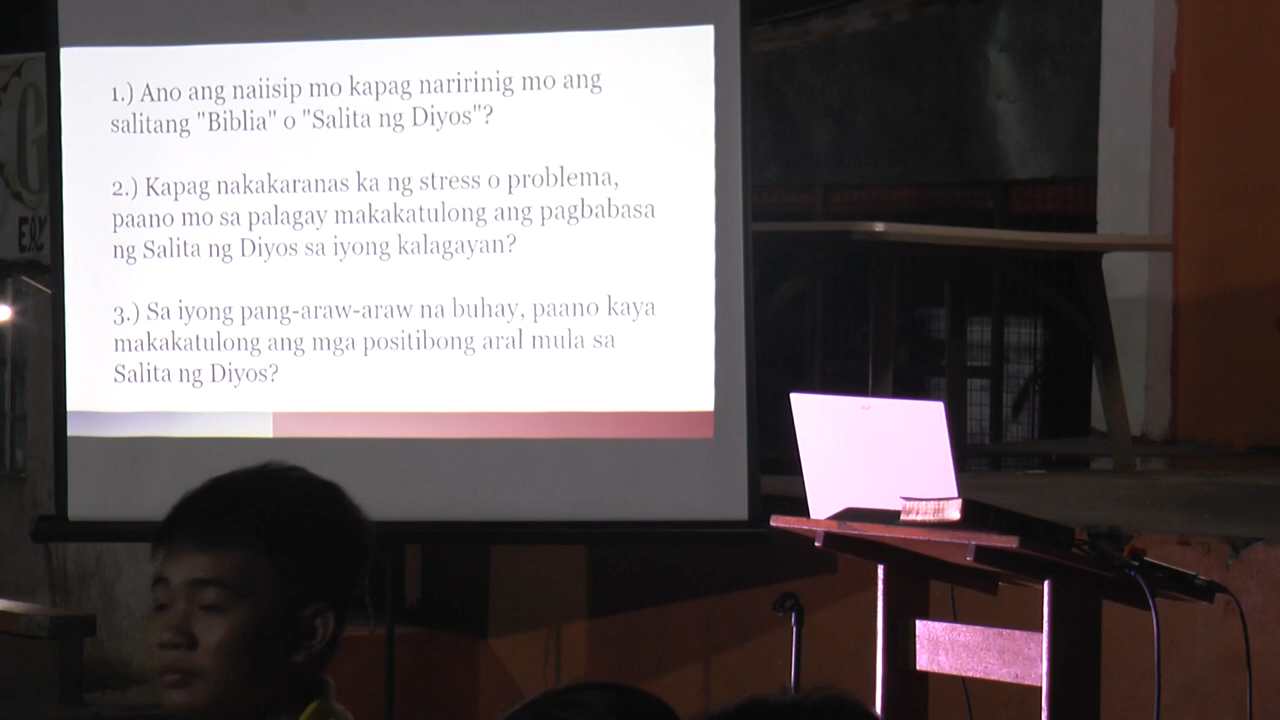 1.) Ano ang naiisip mo kapag naririnig mo ang
salitang "Biblia" o "Salita ng Diyos"?
2.) Kapag nakakaranas ka ng stress o problema,
paano mo sa palagay makakatulong ang pagbabasa
ng Salita ng Diyos sa iyong kalagayan?
3.) Sa iyong pang-araw-araw na buhay, paano kaya
makakatulong ang mga positibong aral mula sa
Salita ng Diyos?